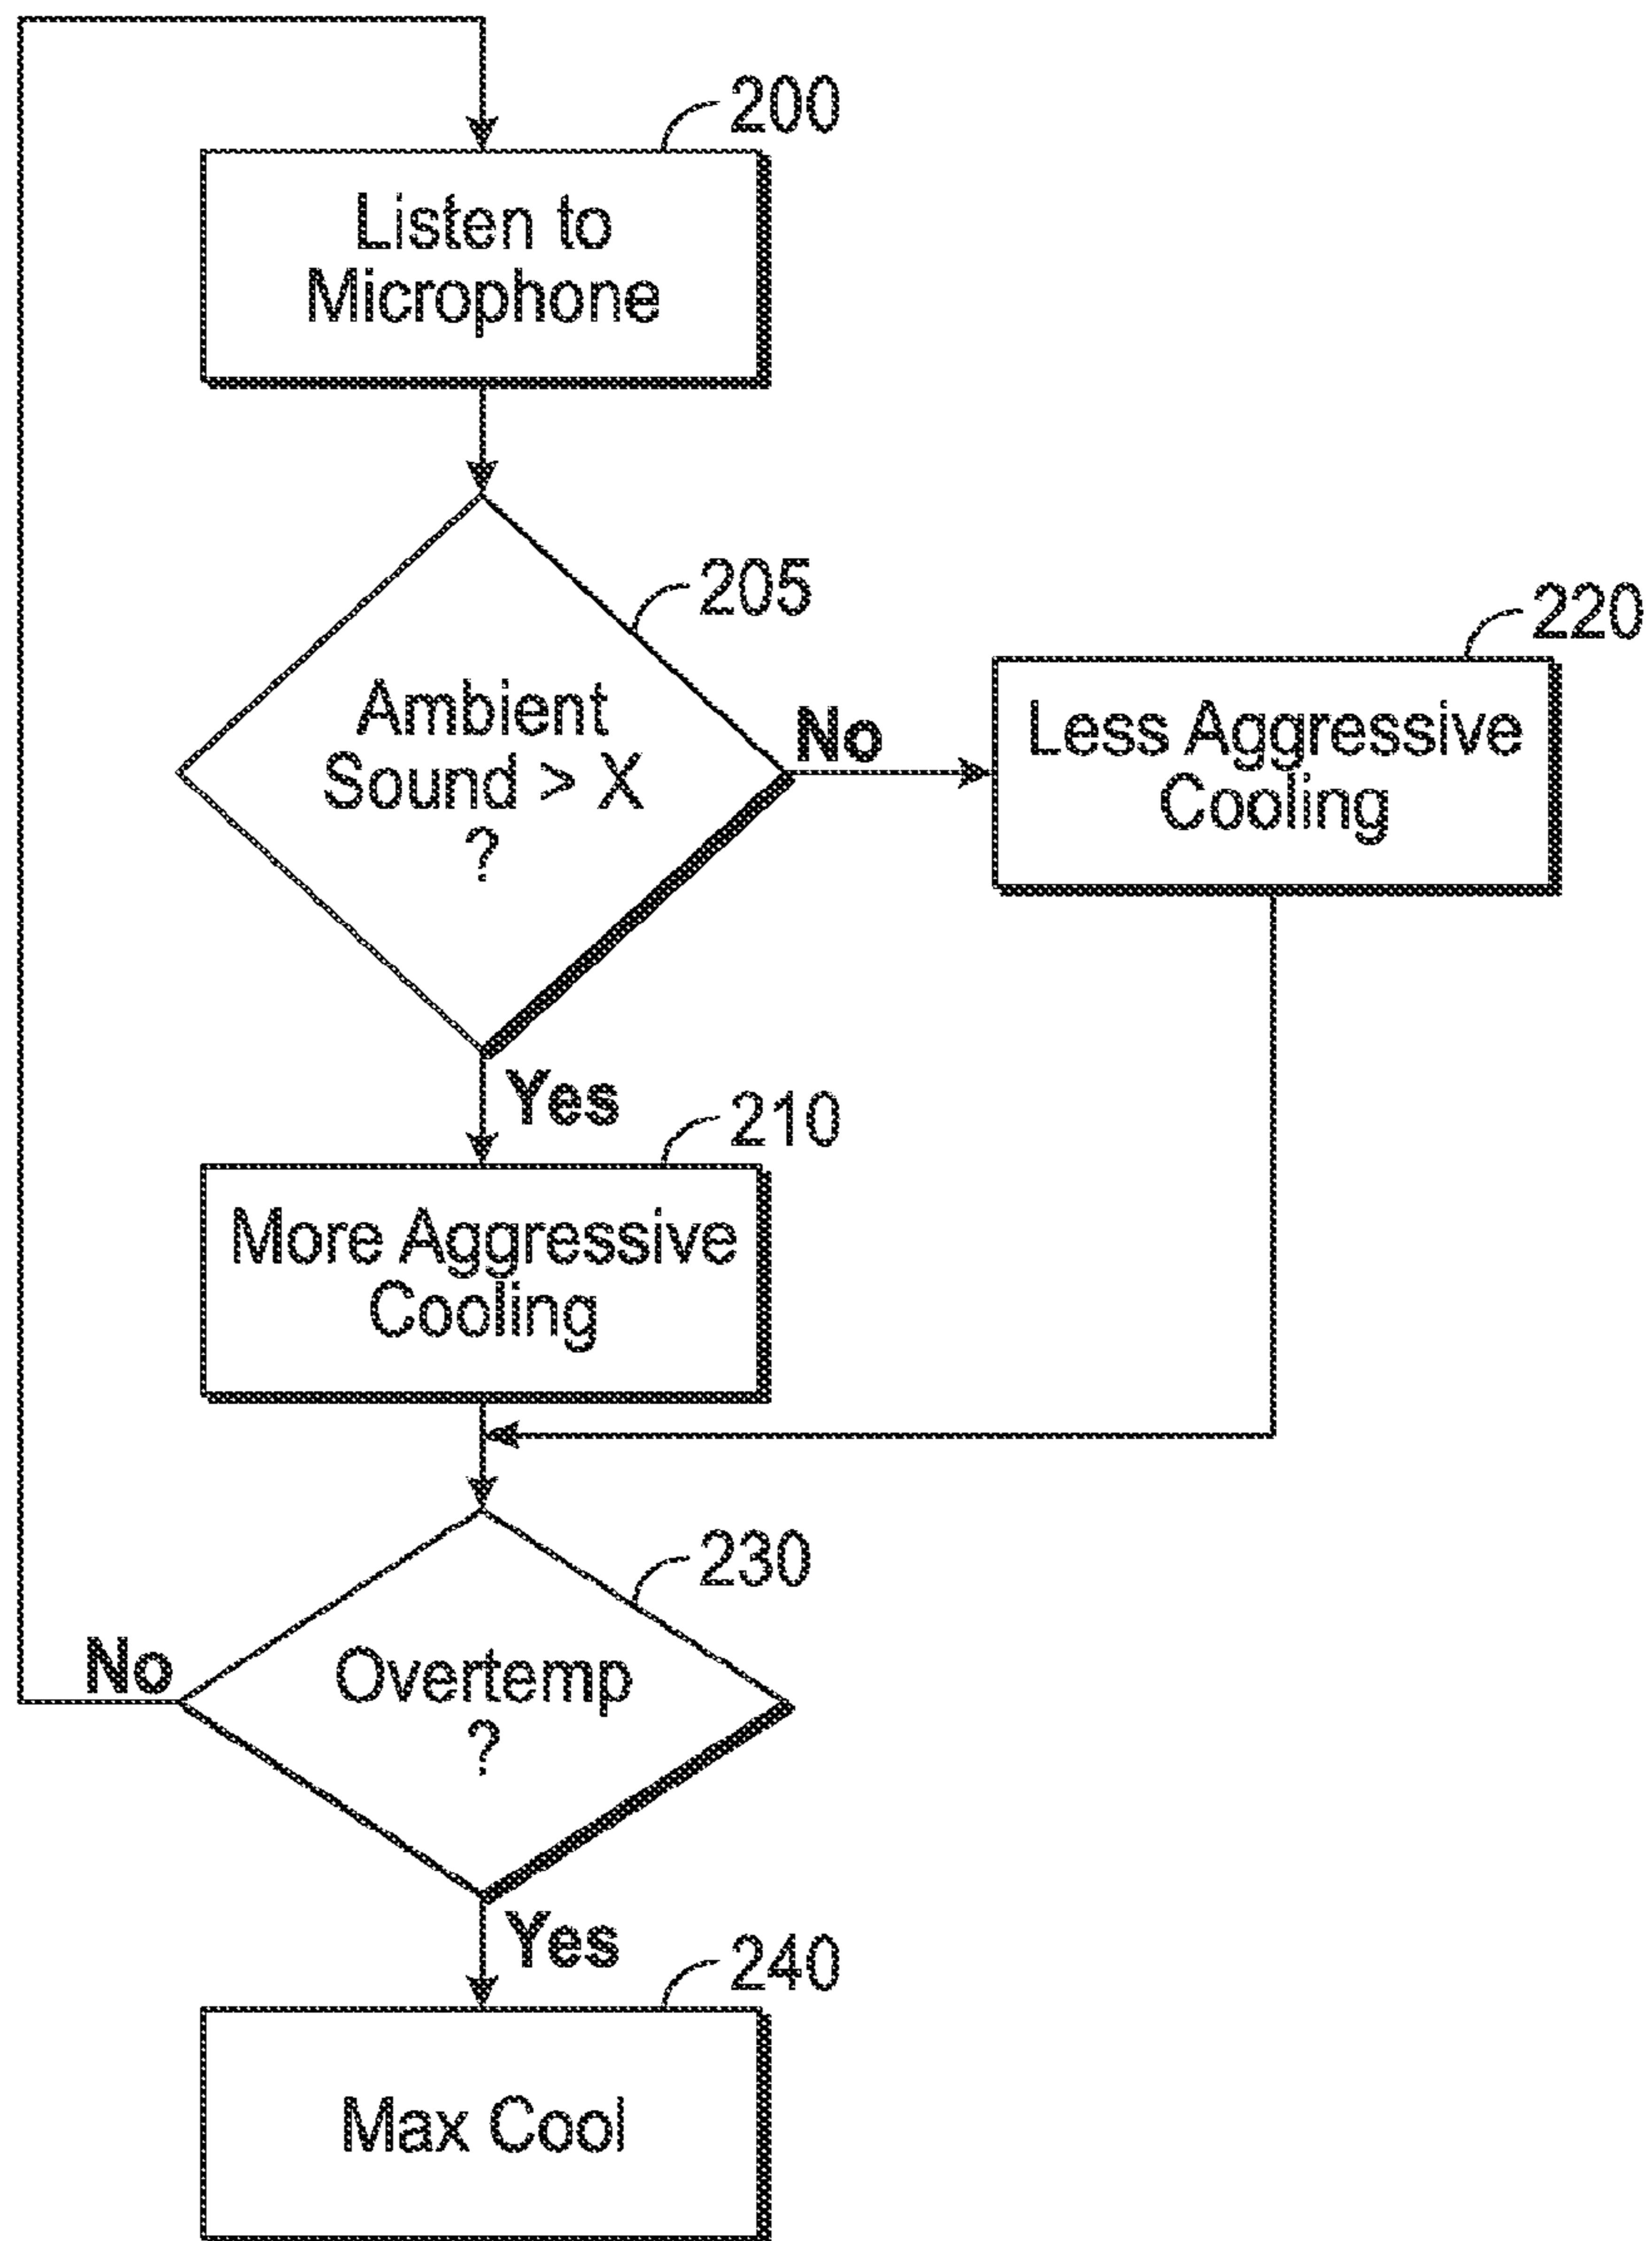 200
Listen to
Microphone
205
Ambient
Sound > X
?
No
220
Less Aggressive
Cooling
Yes
210
More Aggressive
Cooling
230
Overtemp
?
No
Yes
240
Max Cool